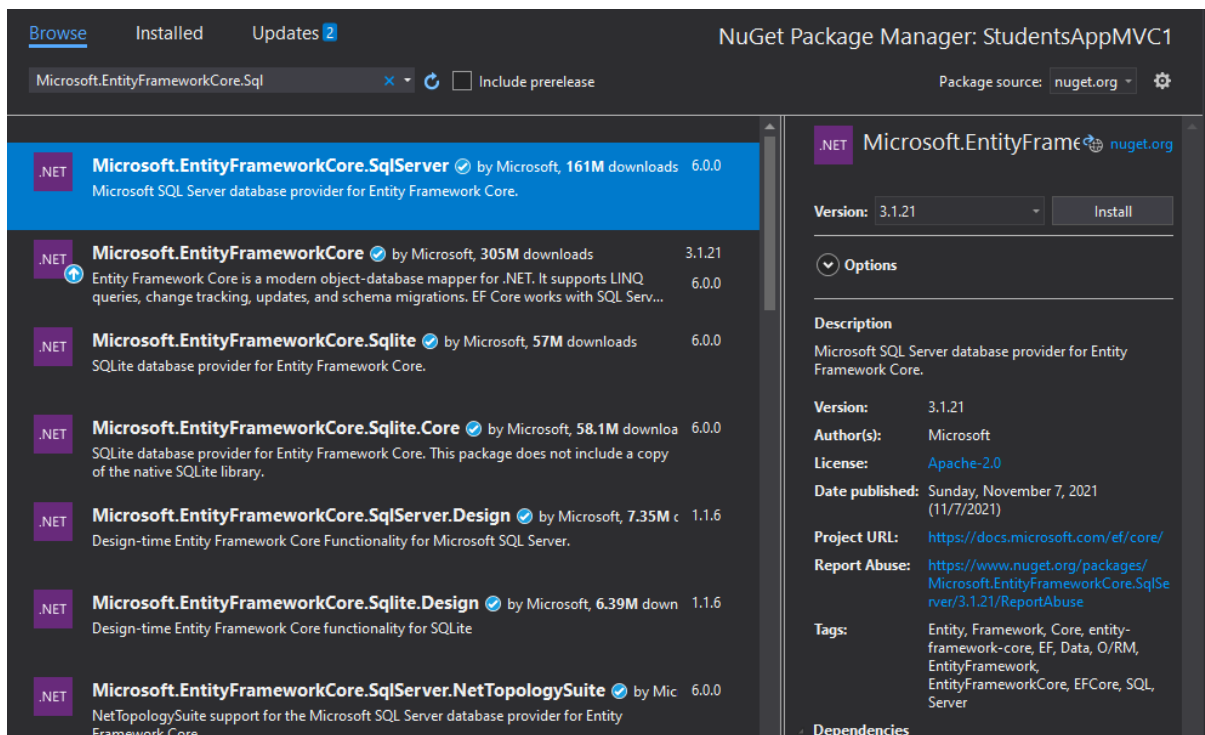 Browse Installed Updates 2
NuGet Package Manager: StudentsAppMVC1
Microsoft.EntityFrameworkCore.Sql Include prerelease
Package source: nuget.org
.NET Microsoft.EntityFrameworkCore.SqlServer by Microsoft, 161M downloads 6.0.0
Microsoft SQL Server database provider for Entity Framework Core.
.NET Microsoft.EntityFrameworkCore by Microsoft, 305M downloads 3.1.21
Entity Framework Core is a modern object-database mapper for .NET. It supports LINQ 6.0.0
queries, change tracking, updates, and schema migrations. EF Core works with SQL Serv...
.NET Microsoft.EntityFrameworkCore.Sqlite by Microsoft, 57M downloads 6.0.0
SQLite database provider for Entity Framework Core.
.NET Microsoft.EntityFrameworkCore.Sqlite.Core by Microsoft, 58.1M downloa 6.0.0
SQLite database provider for Entity Framework Core. This package does not include a copy
of the native SQLite library.
.NET Microsoft.EntityFrameworkCore.SqlServer.Design by Microsoft, 7.35M 1.1.6
Design-time Entity Framework Core Functionality for Microsoft SQL Server.
.NET Microsoft.EntityFrameworkCore.Sqlite.Design by Microsoft, 6.39M down 1.1.6
Design-time Entity Framework Core functionality for SQLite
.NET Microsoft.EntityFrameworkCore.SqlServer.NetTopologySuite by Mic 6.0.0
NetTopologySuite support for the Microsoft SQL Server database provider for Entity
Framework Core.
.NET Microsoft.EntityFrame nuget.org
Version: 3.1.21 Install
Options
Description
Microsoft SQL Server database provider for Entity
Framework Core.
Version: 3.1.21
Author(s): Microsoft
License: Apache-2.0
Date published: Sunday, November 7, 2021
(11/7/2021)
Project URL: https://docs.microsoft.com/ef/core/
Report Abuse: https://www.nuget.org/packages/
Microsoft.EntityFrameworkCore.SqlSe
rver/3.1.21/ReportAbuse
Tags: Entity, Framework, Core, entity-
framework-core, EF, Data, O/RM,
EntityFramework,
EntityFrameworkCore, EFCore, SQL,
Server
Dependencies